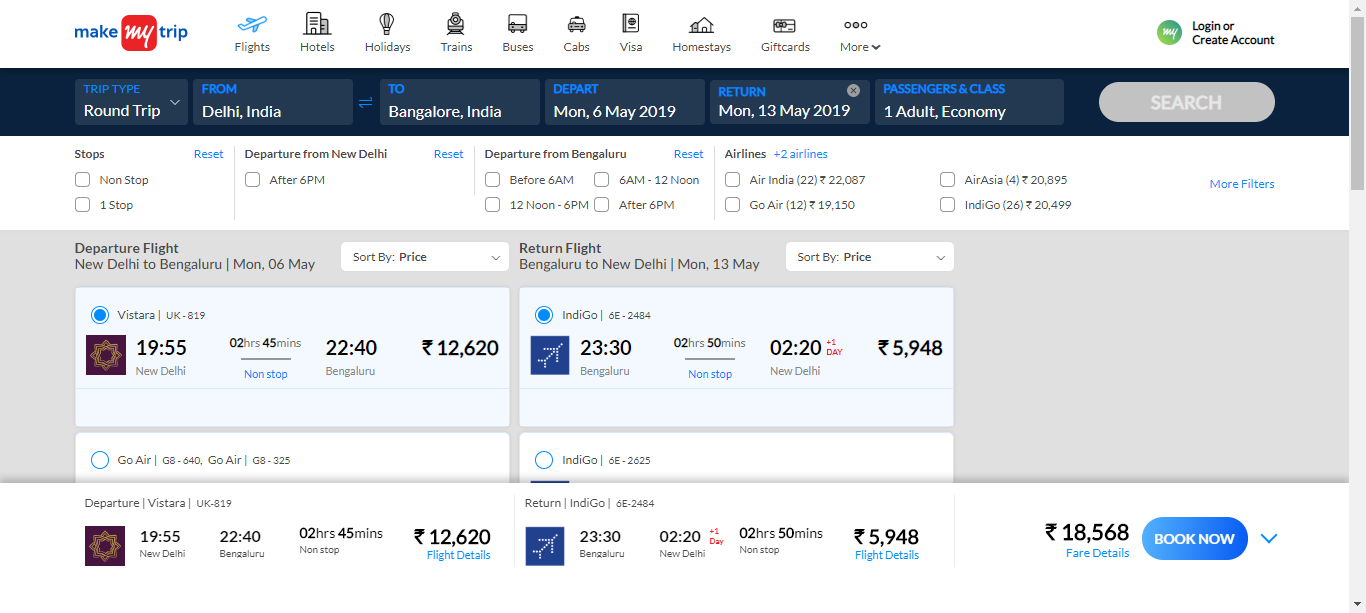 make my trip
Flights Hotels Holidays Trains Buses Cabs Visa Homestays Giftcards More
Login or
Create Account
my
TRIP TYPE FROM TO DEPART RETURN PASSENGERS & CLASS
Round Trip Delhi, India Bangalore, India Mon, 6 May 2019 Mon, 13 May 2019 1 Adult, Economy
SEARCH
Stops Reset Departure from New Delhi Reset Departure from Bengaluru Reset Airlines +2 airlines
Non Stop After 6PM Before 6AM 6AM - 12 Noon Air India (22) ₹ 22,087 AirAsia (4) ₹ 20,895
More Filters
1 Stop 12 Noon - 6PM After 6PM Go Air (12) ₹ 19,150 IndiGo (26) ₹ 20,499
Departure Flight
New Delhi to Bengaluru | Mon, 06 May
Sort By: Price
Return Flight
Bengaluru to New Delhi | Mon, 13 May
Sort By: Price
Vistara | UK - 819
19:55 02hrs 45mins 22:40 ₹ 12,620
New Delhi Non stop Bengaluru
IndiGo | 6E - 2484
23:30 02hrs 50mins 02:20 +1 DAY ₹ 5,948
Bengaluru Non stop New Delhi
Go Air | G8 - 640, Go Air | G8 - 325
IndiGo | 6E - 2625
Departure | Vistara | UK-819
19:55 22:40 02hrs 45mins ₹ 12,620
New Delhi Bengaluru Non stop Flight Details
Return | IndiGo | 6E-2484
23:30 02:20 +1 Day 02hrs 50mins ₹ 5,948
Bengaluru New Delhi Non stop Flight Details
₹ 18,568
Fare Details
BOOK NOW